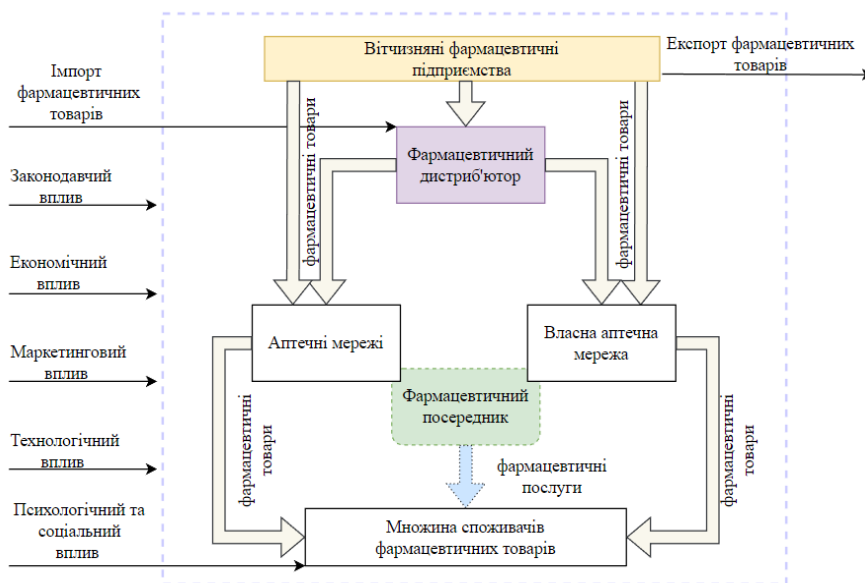 Вітчизняні фармацевтичні
підприємства
Експорт фармацевтичних
товарів
Імпорт
фармацевтичних
товарів
фармацевтичні товари
фармацевтичні товари
Фармацевтичний
дистриб'ютор
Законодавчий
вплив
Економічний
вплив
Аптечні мережі
Власна аптечна
мережа
Маркетинговий
вплив
Фармацевтичний
посередник
фармацевтичні
товари
фармацевтичні
товари
Технологічний
вплив
фармацевтичні
послуги
Психологічний та
соціальний
вплив
Множина споживачів
фармацевтичних товарів